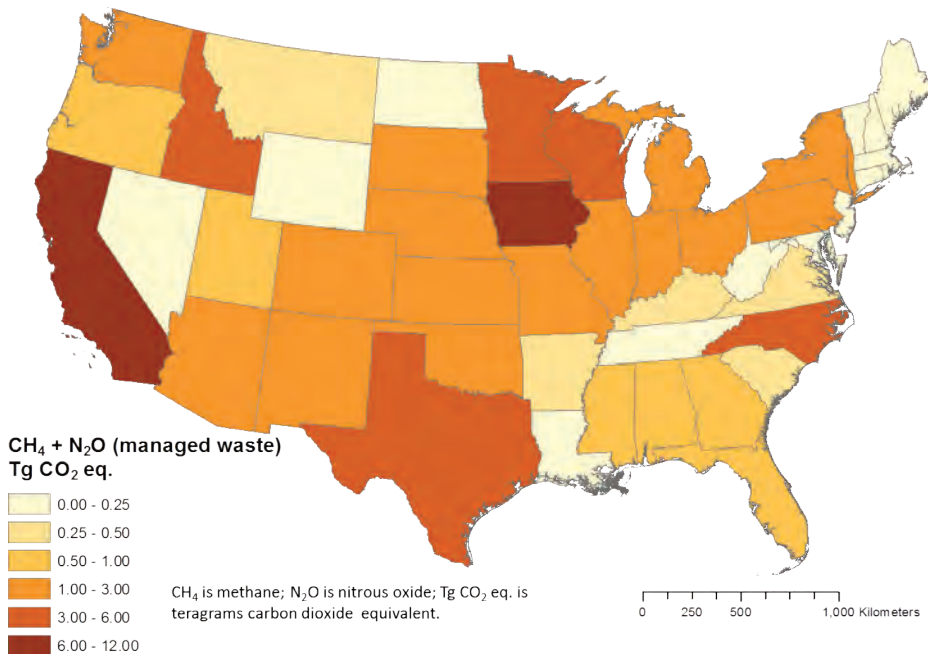 CH₄ + N₂O (managed waste)
Tg CO₂ eq.
0.00 - 0.25
0.25 - 0.50
0.50 - 1.00
1.00 - 3.00
3.00 - 6.00
6.00 - 12.00
CH₄ is methane; N₂O is nitrous oxide; Tg CO₂ eq. is
teragrams carbon dioxide equivalent.
0 250 500 1,000 Kilometers